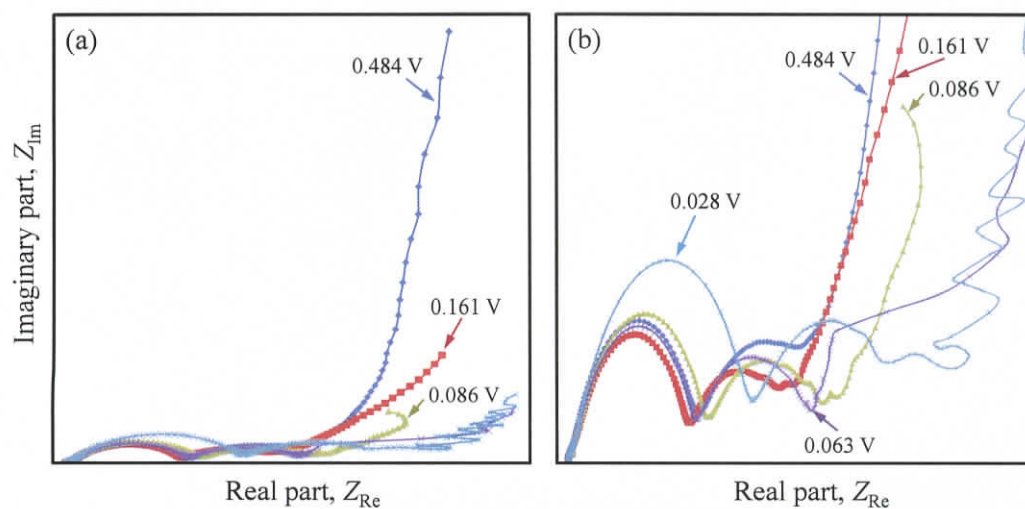 (a)
0.484 V
0.161 V
0.086 V
Imaginary part, Z_Im
Real part, Z_Re
(b)
0.484 V
0.161 V
0.086 V
0.028 V
0.063 V
Real part, Z_Re